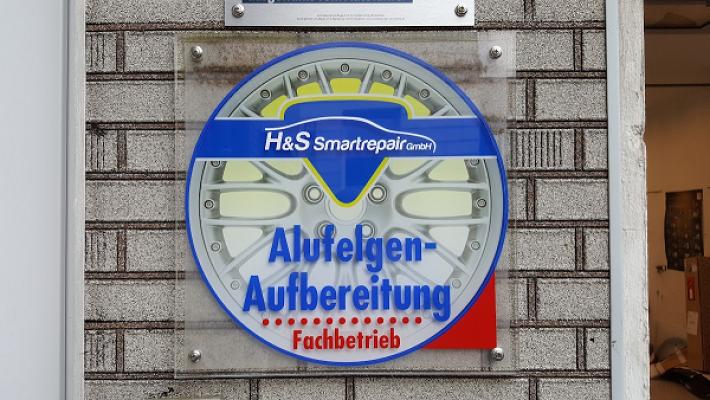 H&S Smartrepair GmbH
Alufelgen-
Aufbereitung
Fachbetrieb